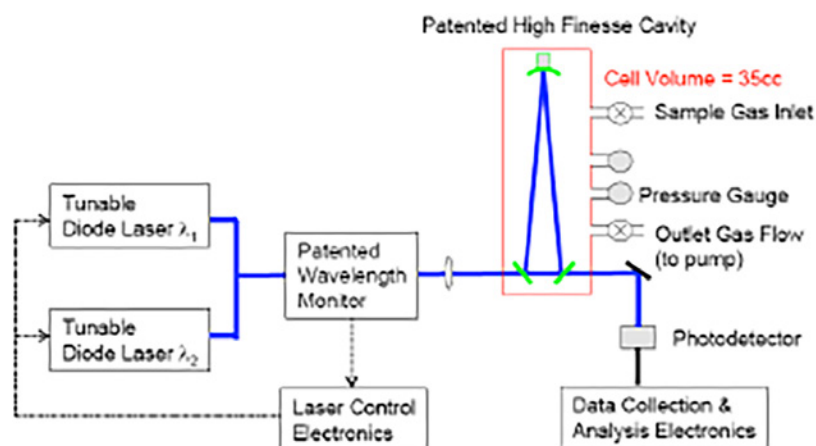 Patented High Finesse Cavity
Cell Volume = 35cc
Sample Gas Inlet
Pressure Gauge
Outlet Gas Flow
(to pump)
Tunable
Diode Laser λ₁
Patented
Wavelength
Monitor
Tunable
Diode Laser λ₂
Photodetector
Laser Control
Electronics
Data Collection &
Analysis Electronics